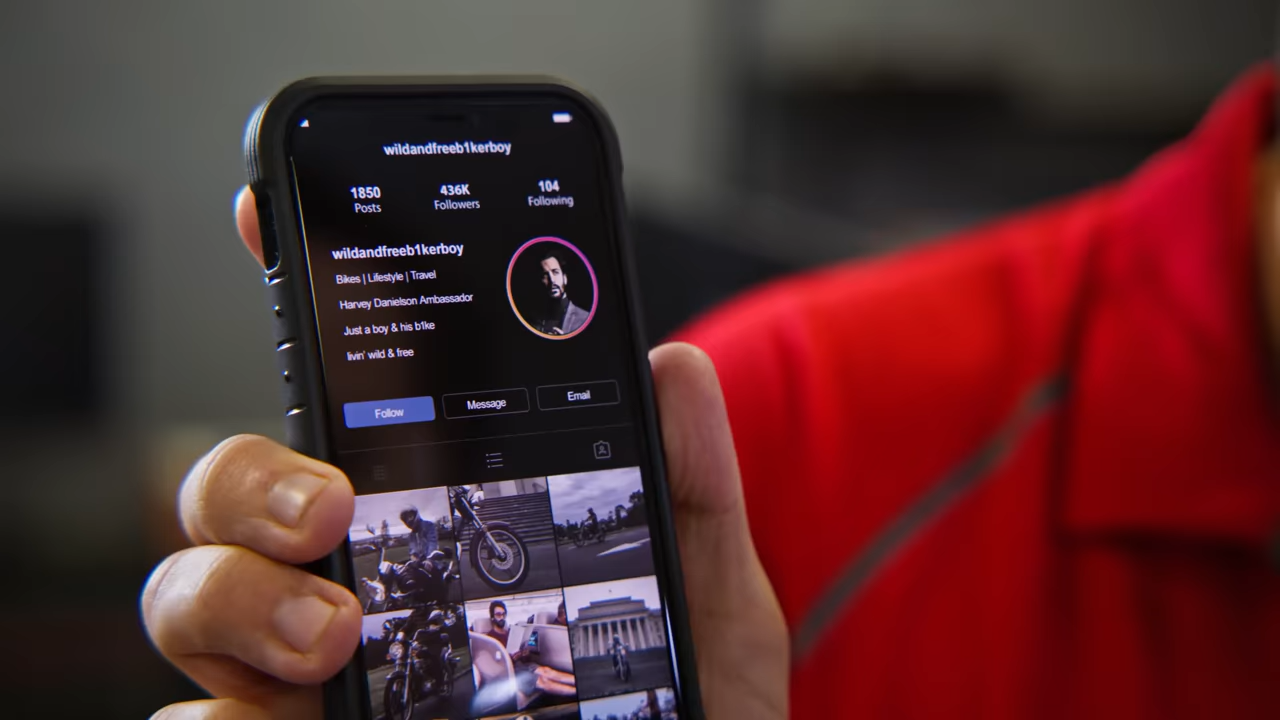 wildandfreeb1kerboy
1850 436K 104
Posts Followers Following
wildandfreeb1kerboy
Bikes | Lifestyle | Travel
Harvey Danielson Ambassador
Just a boy & his b1ke
livin' wild & free
Follow Message Email